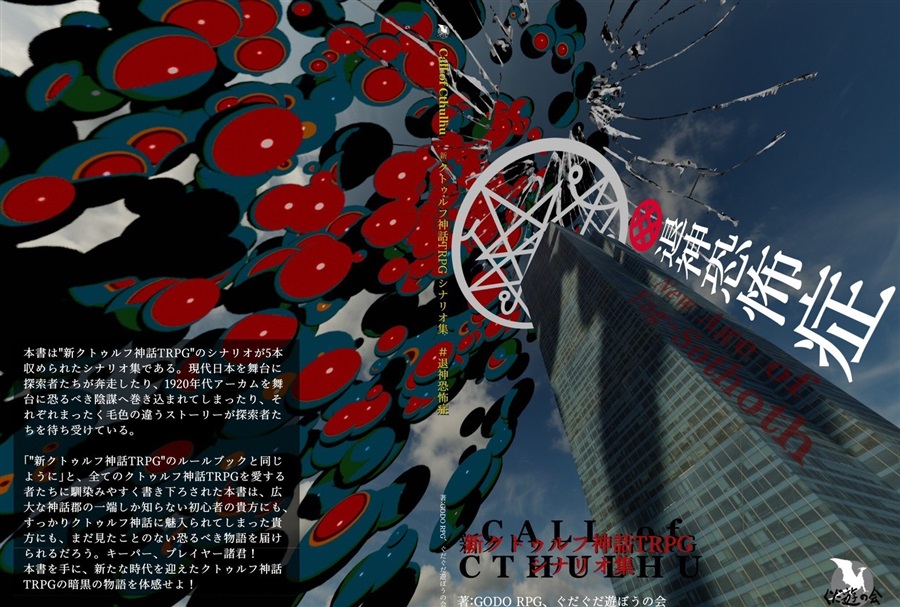 本書は"新クトゥルフ神話TRPG"のシナリオが5本
収められたシナリオ集である。現代日本を舞台に
探索者たちが奔走したり、1920年代アーカムを舞
台に恐るべき陰謀へ巻き込まれてしまったり、そ
れぞれまったく毛色の違うストーリーが探索者た
ちを待ち受けている。
「"新クトゥルフ神話TRPG"のルールブックと同じ
ように」と、全てのクトゥルフ神話TRPGを愛する
者たちに馴染みやすく書き下ろされた本書は、広
大な神話郡の一端しか知らない初心者の貴方にも、
すっかりクトゥルフ神話に魅入られてしまった貴
方にも、まだ見たことのない恐るべき物語を届け
られるだろう。キーパー、プレイヤー諸君！
本書を手に、新たな時代を迎えたクトゥルフ神話
TRPGの暗黒の物語を体感せよ！
Call of Cthulhu 新クトゥルフ神話TRPG シナリオ集 #退神恐怖症
著:GODO RPG、ぐだぐだ遊ぼうの会
#退神恐怖症
CALL of
CTHULHU
新クトゥルフ神話TRPG
シナリオ集
著:GODO RPG、ぐだぐだ遊ぼうの会
ぐだ遊の会